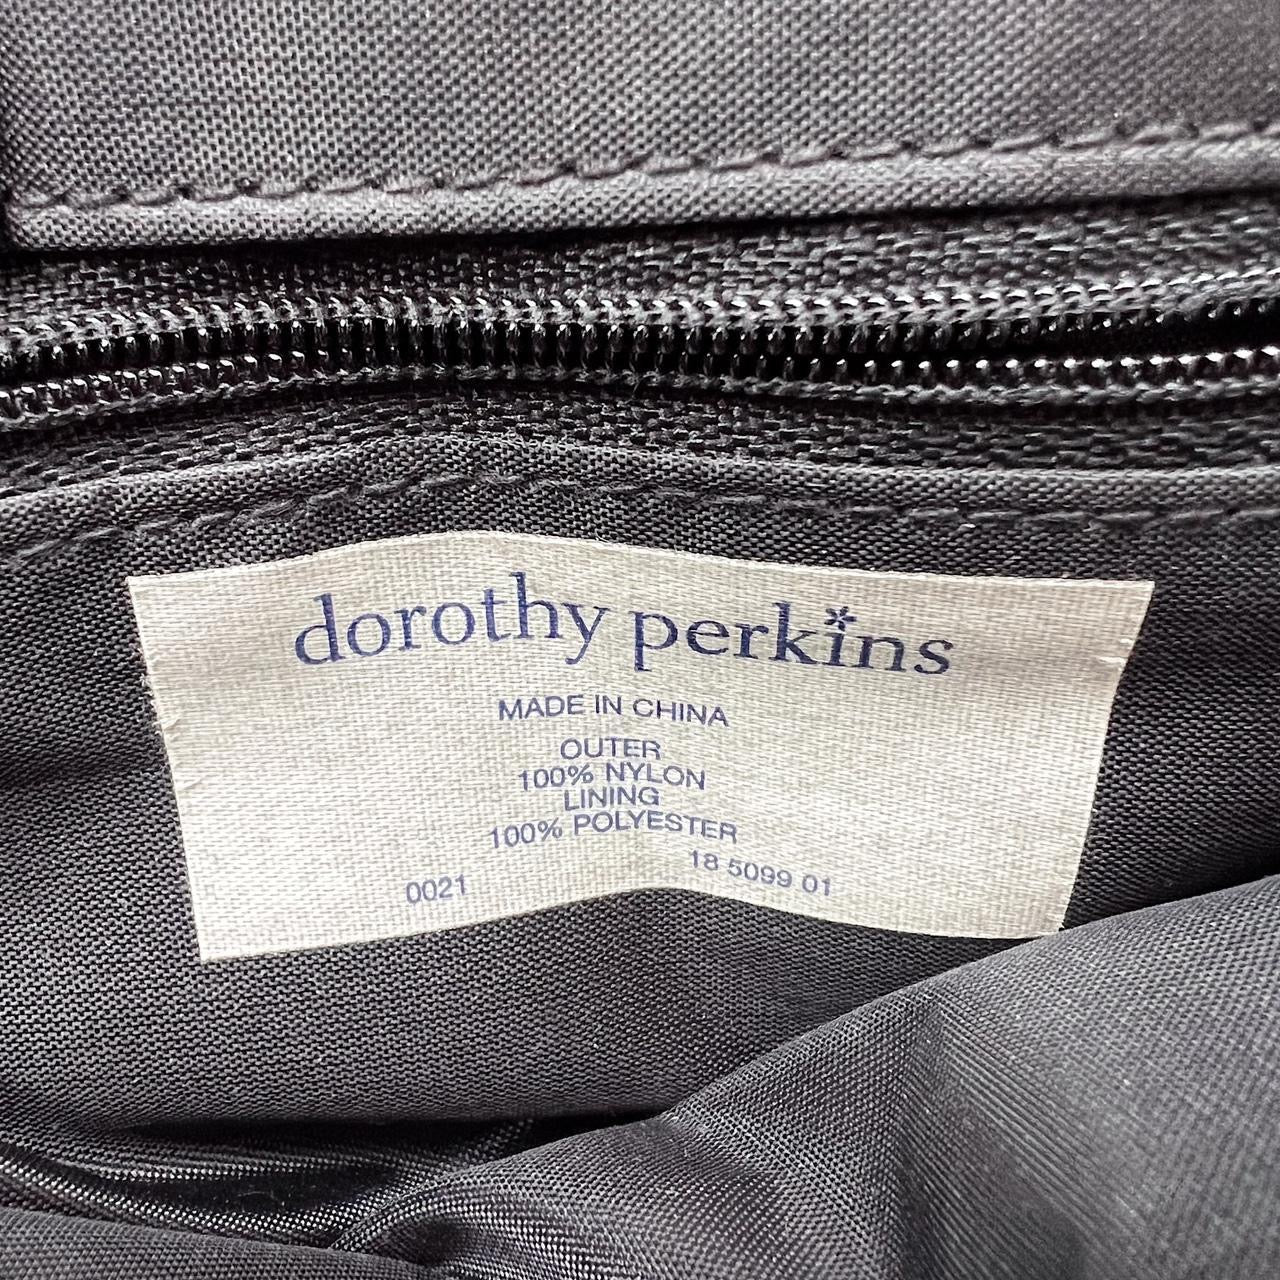 dorothy perkins
MADE IN CHINA
OUTER
100% NYLON
LINING
100% POLYESTER
0021 18 5099 01